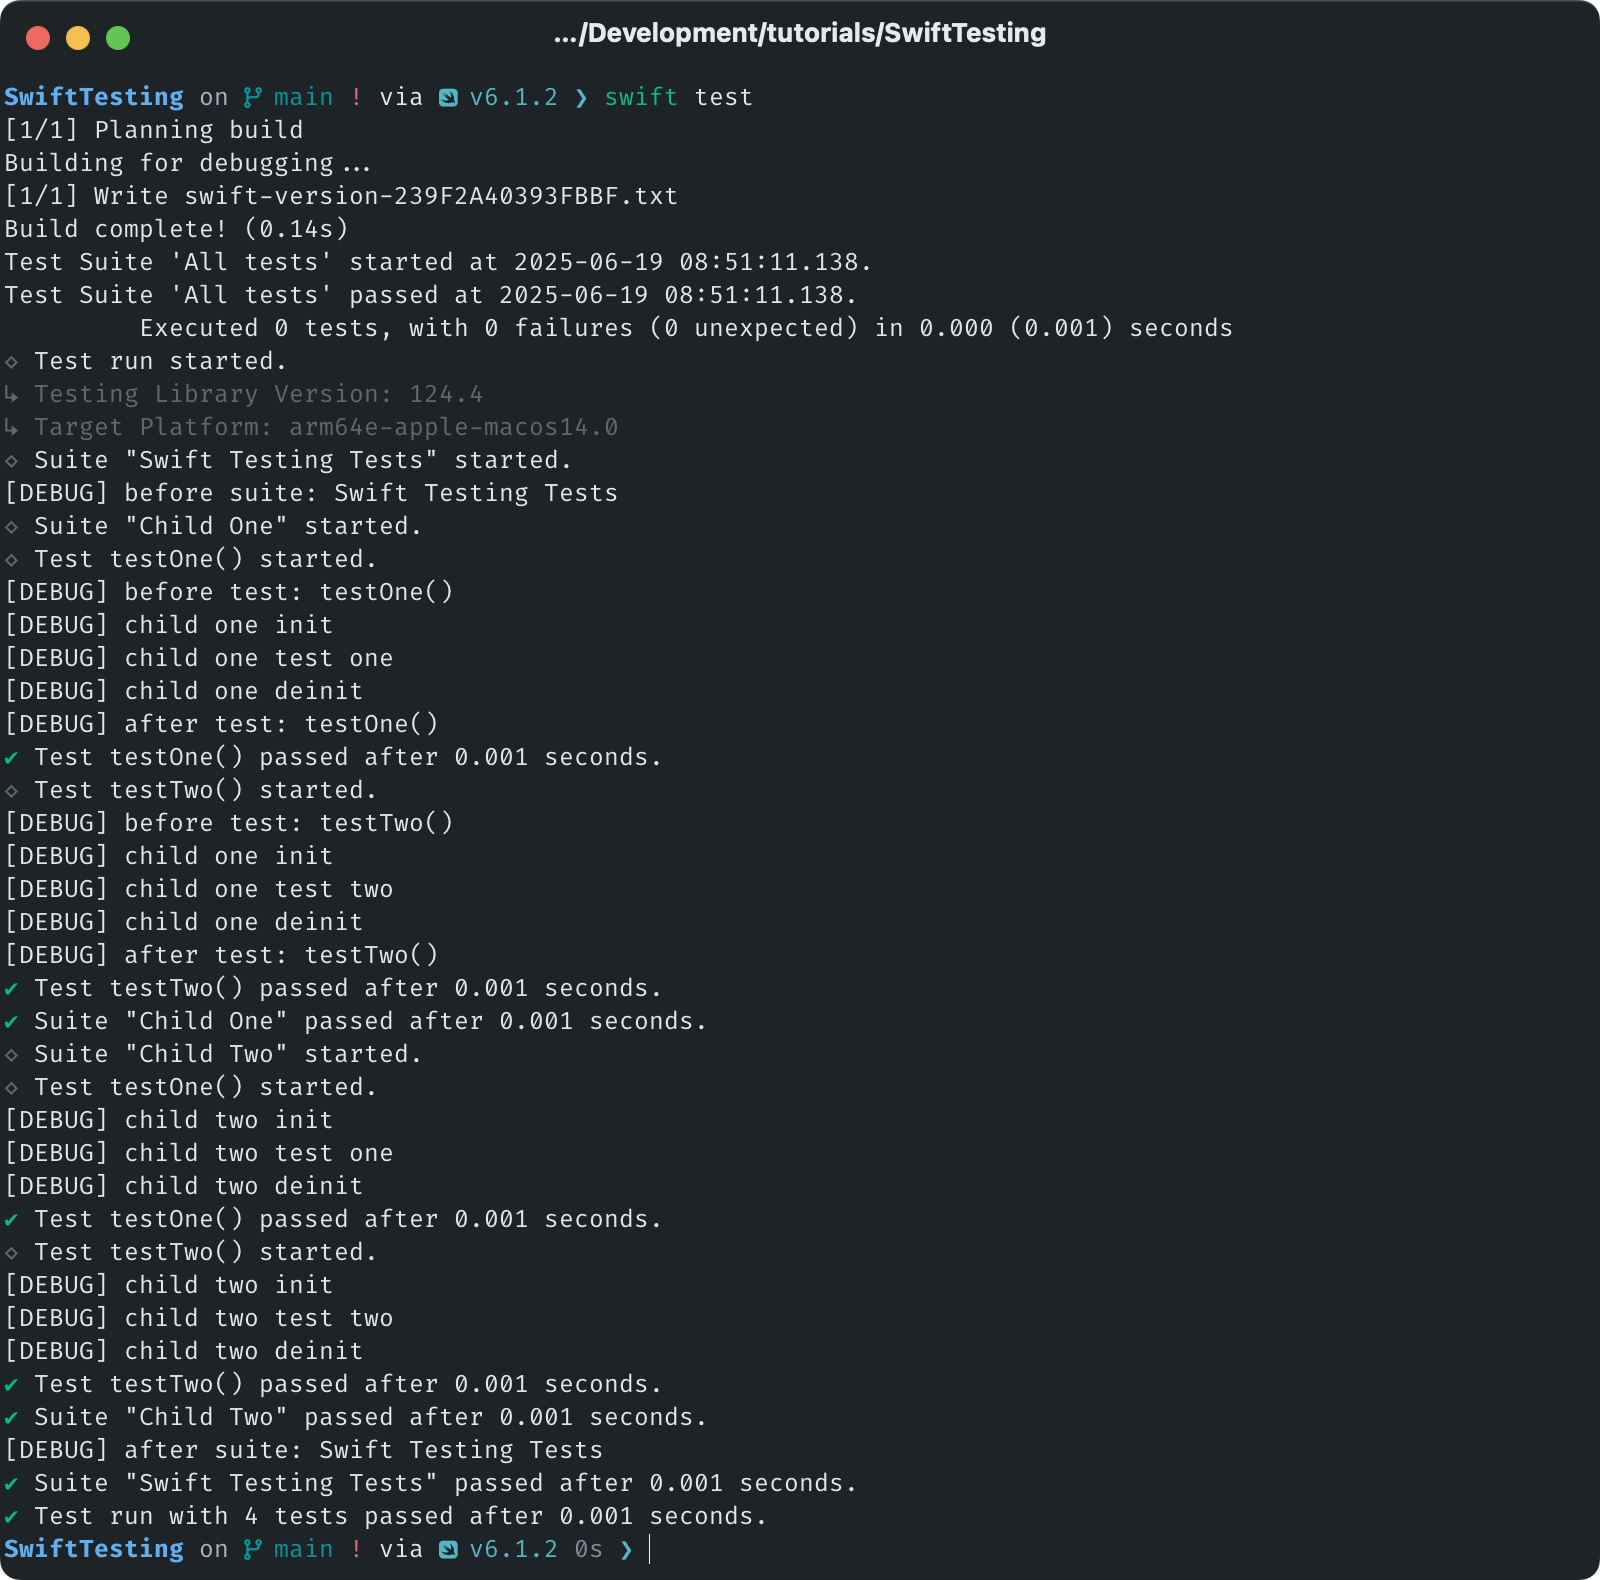 .../Development/tutorials/SwiftTesting
SwiftTesting on main ! via v6.1.2 ❯ swift test
[1/1] Planning build
Building for debugging...
[1/1] Write swift-version-239F2A40393FBBF.txt
Build complete! (0.14s)
Test Suite 'All tests' started at 2025-06-19 08:51:11.138.
Test Suite 'All tests' passed at 2025-06-19 08:51:11.138.
Executed 0 tests, with 0 failures (0 unexpected) in 0.000 (0.001) seconds
◇ Test run started.
↳ Testing Library Version: 124.4
↳ Target Platform: arm64e-apple-macos14.0
◇ Suite "Swift Testing Tests" started.
[DEBUG] before suite: Swift Testing Tests
◇ Suite "Child One" started.
◇ Test testOne() started.
[DEBUG] before test: testOne()
[DEBUG] child one init
[DEBUG] child one test one
[DEBUG] child one deinit
[DEBUG] after test: testOne()
✔ Test testOne() passed after 0.001 seconds.
◇ Test testTwo() started.
[DEBUG] before test: testTwo()
[DEBUG] child one init
[DEBUG] child one test two
[DEBUG] child one deinit
[DEBUG] after test: testTwo()
✔ Test testTwo() passed after 0.001 seconds.
✔ Suite "Child One" passed after 0.001 seconds.
◇ Suite "Child Two" started.
◇ Test testOne() started.
[DEBUG] child two init
[DEBUG] child two test one
[DEBUG] child two deinit
✔ Test testOne() passed after 0.001 seconds.
◇ Test testTwo() started.
[DEBUG] child two init
[DEBUG] child two test two
[DEBUG] child two deinit
✔ Test testTwo() passed after 0.001 seconds.
✔ Suite "Child Two" passed after 0.001 seconds.
[DEBUG] after suite: Swift Testing Tests
✔ Suite "Swift Testing Tests" passed after 0.001 seconds.
✔ Test run with 4 tests passed after 0.001 seconds.
SwiftTesting on main ! via v6.1.2 0s ❯